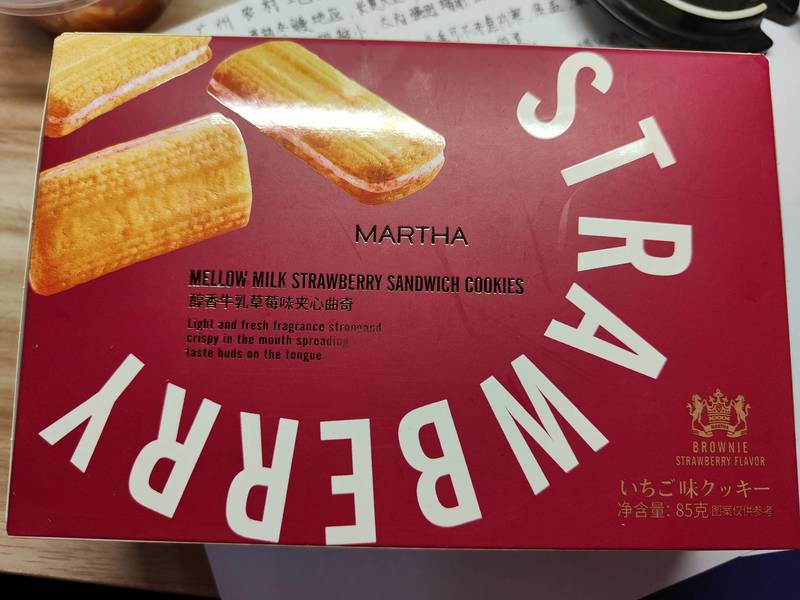 STRAWBERRY
MARTHA
MELLOW MILK STRAWBERRY SANDWICH COOKIES
醇香牛乳草莓味夹心曲奇
Light and fresh fragrance strongand
crispy in the mouth spreading
taste buds on the tongue
BROWNIE
STRAWBERRY FLAVOR
いちご味クッキー
净含量: 85克 图案仅供参考